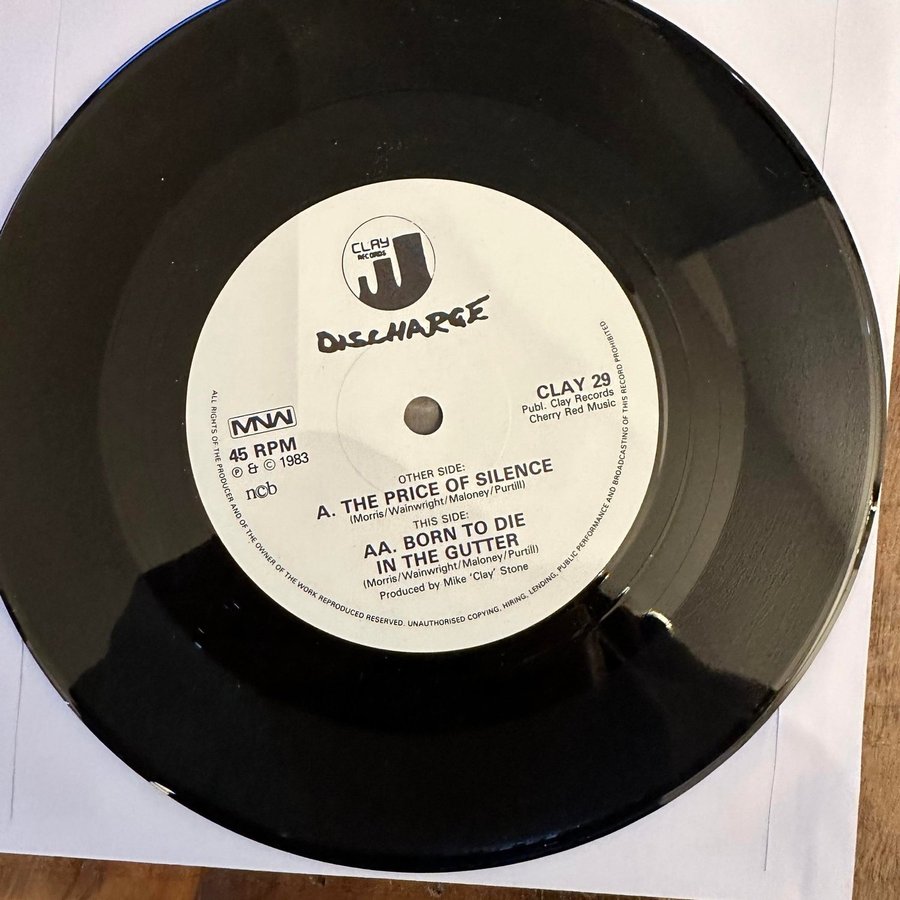 CLAY
RECORDS
DISCHARGE
CLAY 29
Publ. Clay Records
Cherry Red Music
MNW
45 RPM
Ⓟ & © 1983
ncb
OTHER SIDE:
A. THE PRICE OF SILENCE
(Morris/Wainwright/Maloney/Purtill)
THIS SIDE:
AA. BORN TO DIE
IN THE GUTTER
(Morris/Wainwright/Maloney/Purtill)
Produced by Mike 'Clay' Stone
ALL RIGHTS OF THE PRODUCER AND OF THE OWNER OF THE WORK REPRODUCED RESERVED. UNAUTHORISED COPYING, HIRING, LENDING, PUBLIC PERFORMANCE AND BROADCASTING OF THIS RECORD PROHIBITED